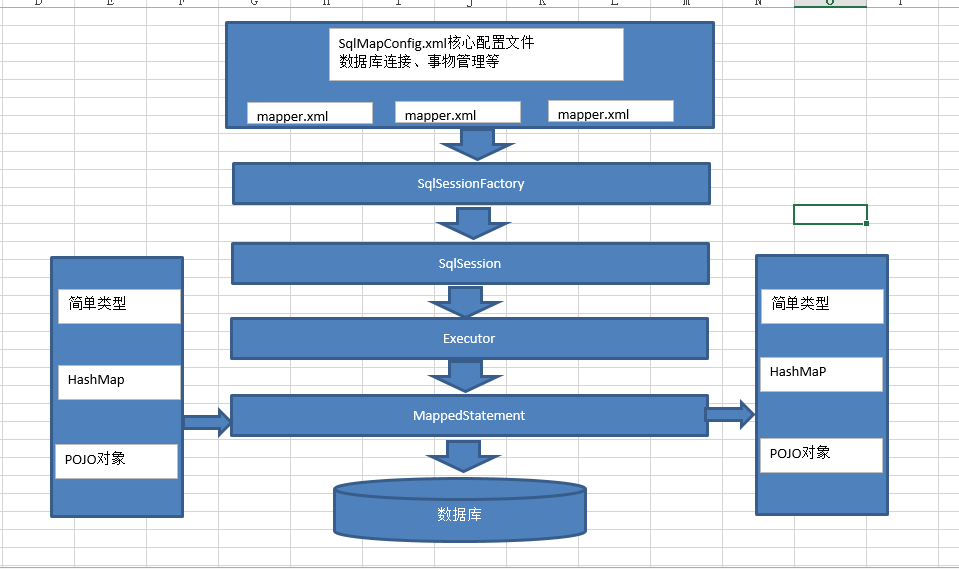 D E F G H I J K L M N O P
SqlMapConfig.xml核心配置文件
数据库连接、事物管理等
mapper.xml
mapper.xml
mapper.xml
SqlSessionFactory
SqlSession
简单类型
简单类型
Executor
HashMap
HashMaP
MappedStatement
POJO对象
POJO对象
数据库